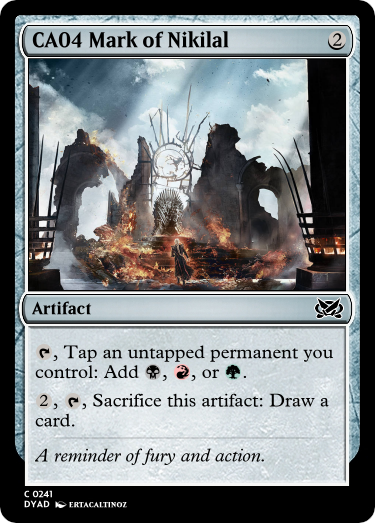 CA04 Mark of Nikilal 2
Artifact
, Tap an untapped permanent you
control: Add , , or .
2, , Sacrifice this artifact: Draw a
card.
A reminder of fury and action.
C 0241
DYAD ERTACALTINOZ